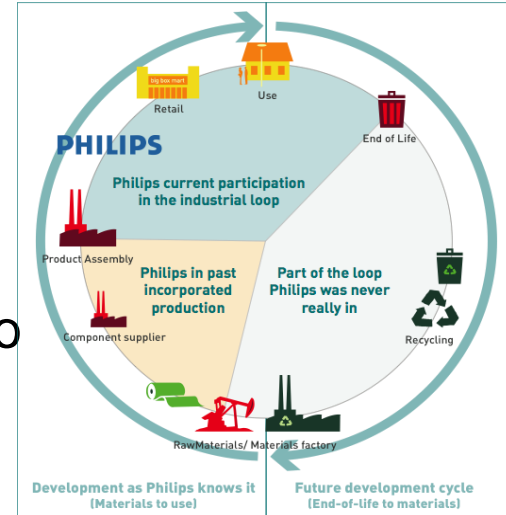 big box mart
Retail
Use
End of Life
PHILIPS
Philips current participation
in the industrial loop
Product Assembly
Philips in past
incorporated
production
Part of the loop
Philips was never
really in
Component supplier
Recycling
RawMaterials/ Materials factory
Development as Philips knows it
(Materials to use)
Future development cycle
(End-of-life to materials)